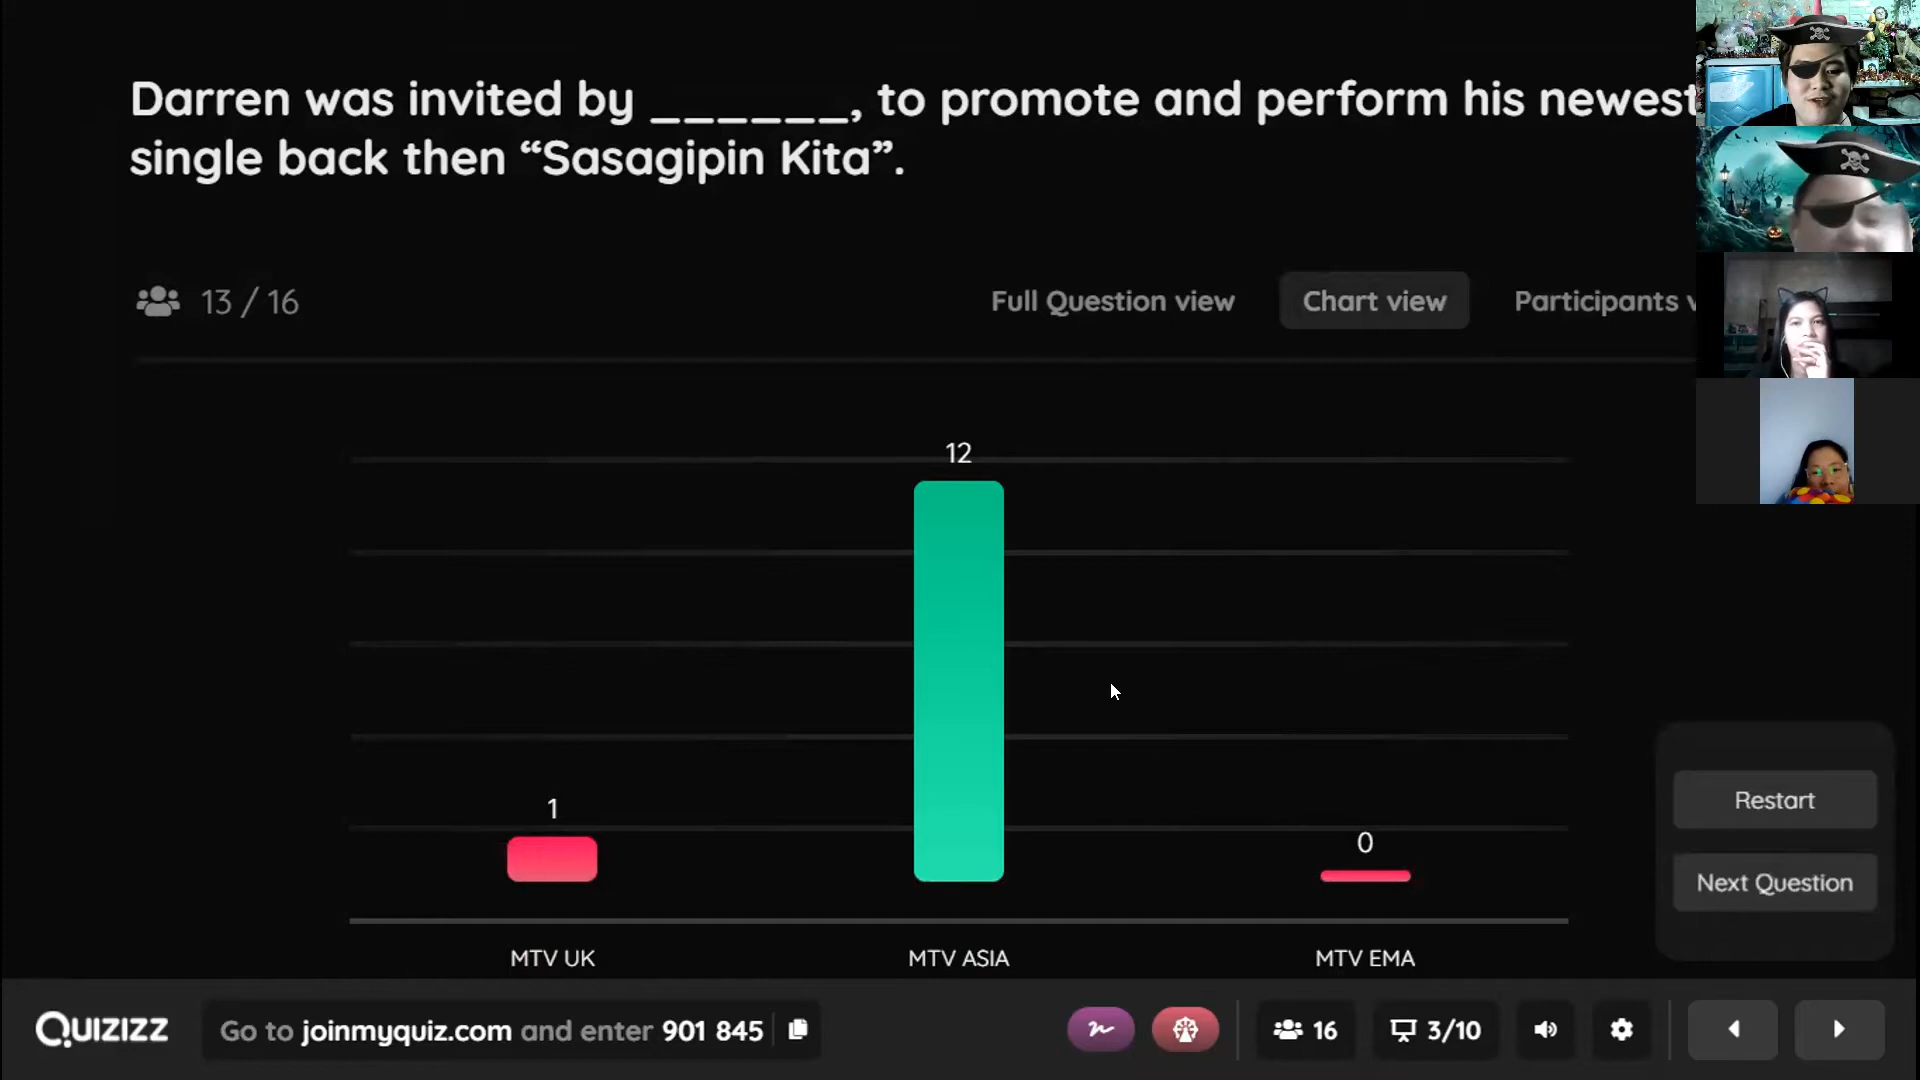 Darren was invited by ______, to promote and perform his newest
single back then “Sasagipin Kita”.
13 / 16
Full Question view
Chart view
Participants
12
1
0
MTV UK
MTV ASIA
MTV EMA
Restart
Next Question
QUIZIZZ
Go to joinmyquiz.com and enter 901 845
16
3/10